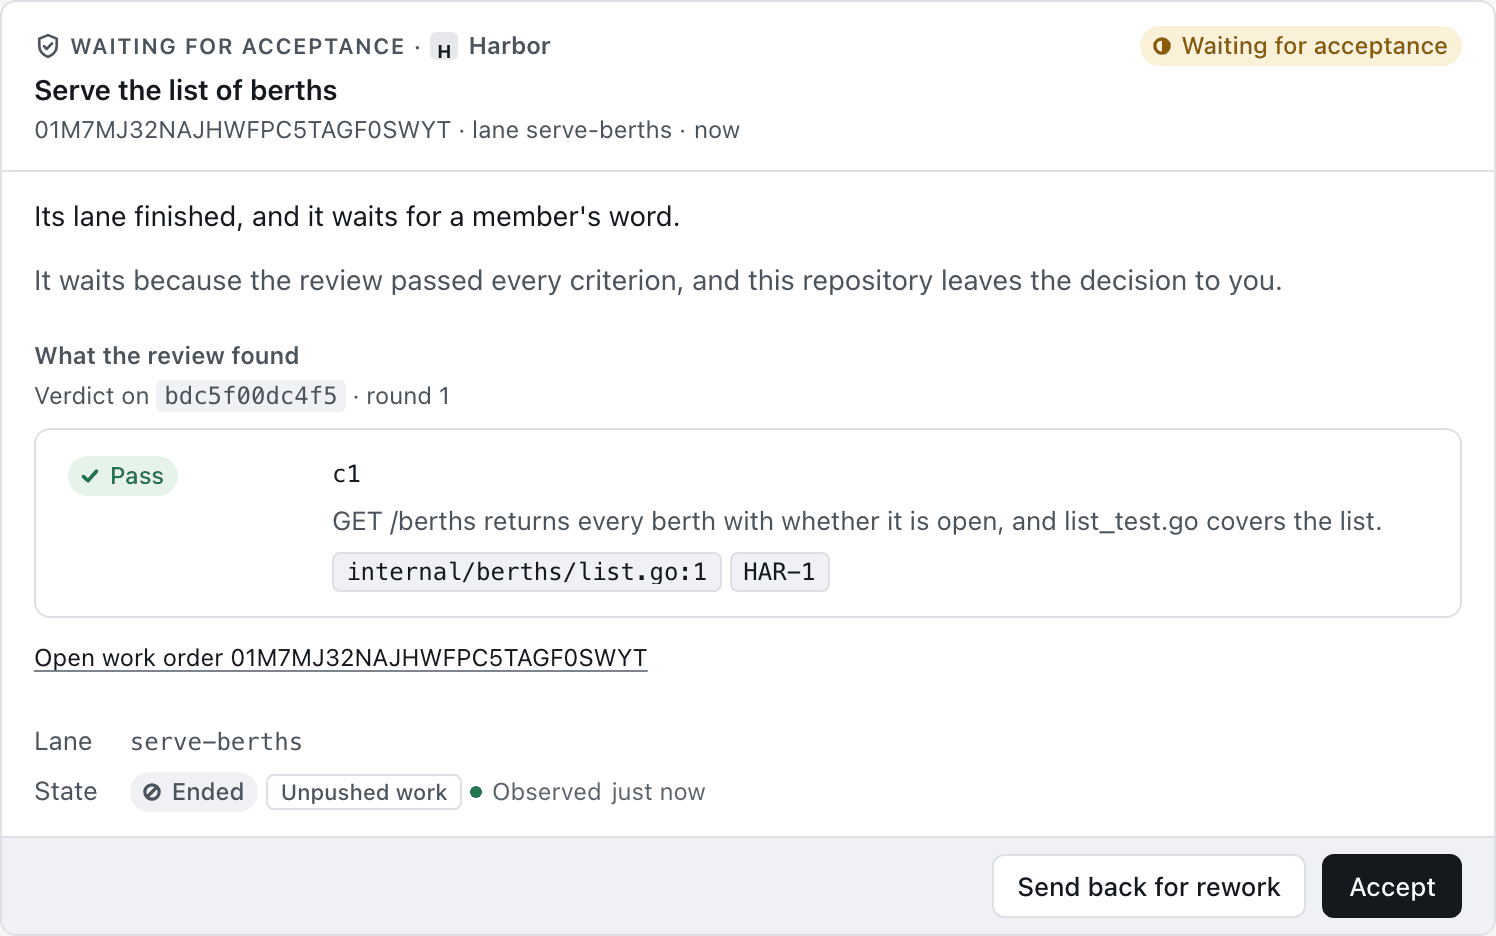 WAITING FOR ACCEPTANCE · H Harbor
Waiting for acceptance
Serve the list of berths
01M7MJ32NAJHWFPC5TAGF0SWYT · lane serve-berths · now
Its lane finished, and it waits for a member's word.
It waits because the review passed every criterion, and this repository leaves the decision to you.
What the review found
Verdict on bdc5f00dc4f5 · round 1
Pass
c1
GET /berths returns every berth with whether it is open, and list_test.go covers the list.
internal/berths/list.go:1 HAR-1
Open work order 01M7MJ32NAJHWFPC5TAGF0SWYT
Lane serve-berths
State Ended Unpushed work Observed just now
Send back for rework Accept